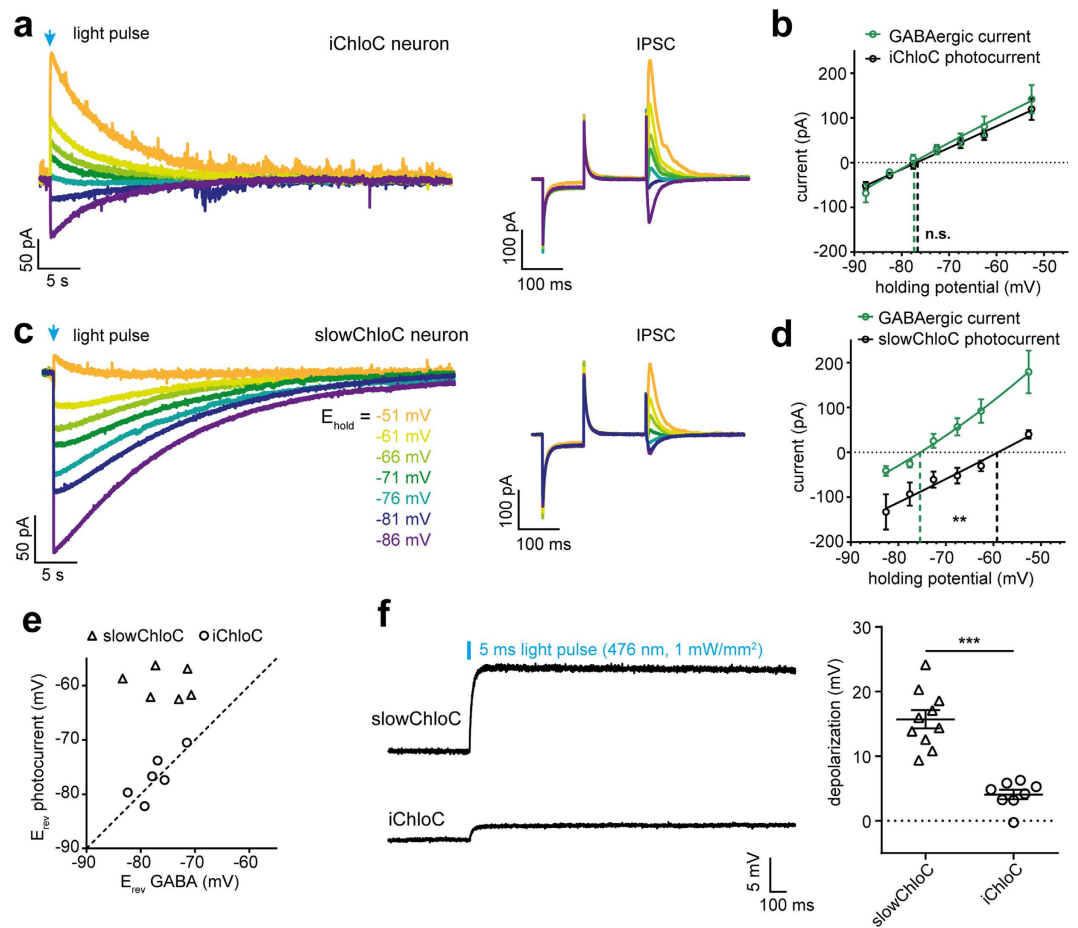 a
light pulse
iChloC neuron
IPSC
50 pA
5 s
100 pA
100 ms
b
GABAergic current
iChloC photocurrent
current (pA)
200
100
0
-100
-200
n.s.
-90
-80
-70
-60
-50
holding potential (mV)
c
light pulse
slowChloC neuron
IPSC
E_hold = -51 mV
-61 mV
-66 mV
-71 mV
-76 mV
-81 mV
-86 mV
50 pA
5 s
100 pA
100 ms
d
GABAergic current
slowChloC photocurrent
current (pA)
200
100
0
-100
-200
**
-90
-80
-70
-60
-50
holding potential (mV)
e
slowChloC
iChloC
E_rev photocurrent (mV)
-60
-70
-80
-90
-90
-80
-70
-60
E_rev GABA (mV)
f
5 ms light pulse (476 nm, 1 mW/mm²)
slowChloC
iChloC
5 mV
100 ms
depolarization (mV)
30
20
10
0
***
slowChloC
iChloC